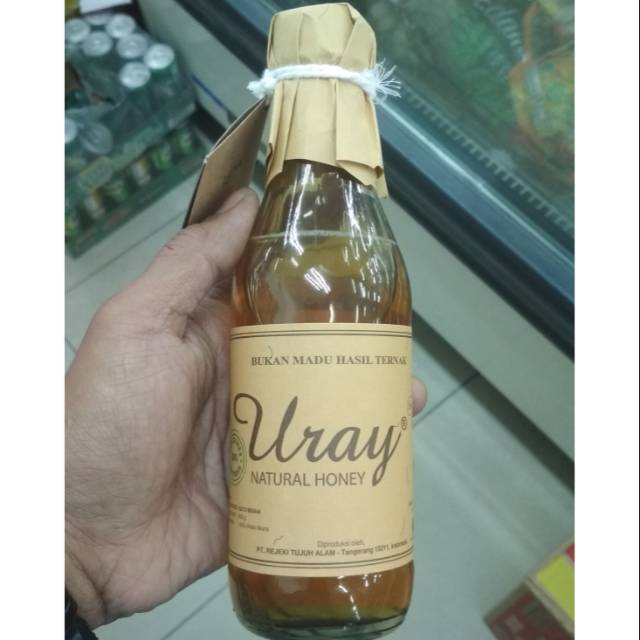 BUKAN MADU HASIL TERNAK
Uray®
NATURAL HONEY
Diproduksi oleh,
PT. REJEKI TUJUH ALAM - Tangerang 15211, Indonesia